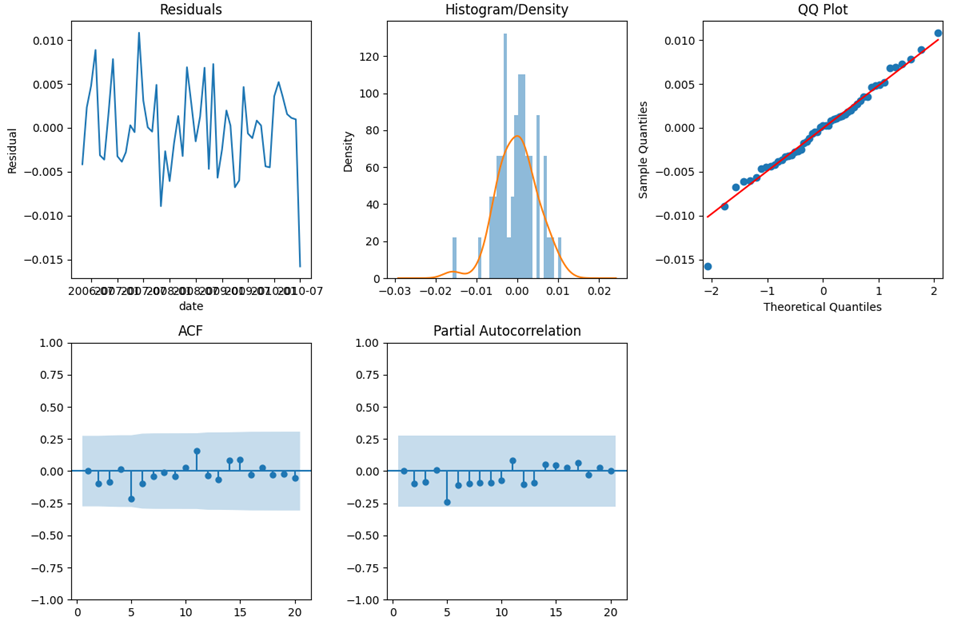 Residuals
Histogram/Density
QQ Plot
0.010
0.005
0.000
−0.005
−0.010
−0.015
Residual
date
120
100
80
60
40
20
0
Density
−0.03 −0.02 −0.01 0.00 0.01 0.02
0.010
0.005
0.000
−0.005
−0.010
−0.015
Sample Quantiles
−2 −1 0 1 2
Theoretical Quantiles
ACF
Partial Autocorrelation
1.00
0.75
0.50
0.25
0.00
−0.25
−0.50
−0.75
−1.00
0 5 10 15 20
1.00
0.75
0.50
0.25
0.00
−0.25
−0.50
−0.75
−1.00
0 5 10 15 20